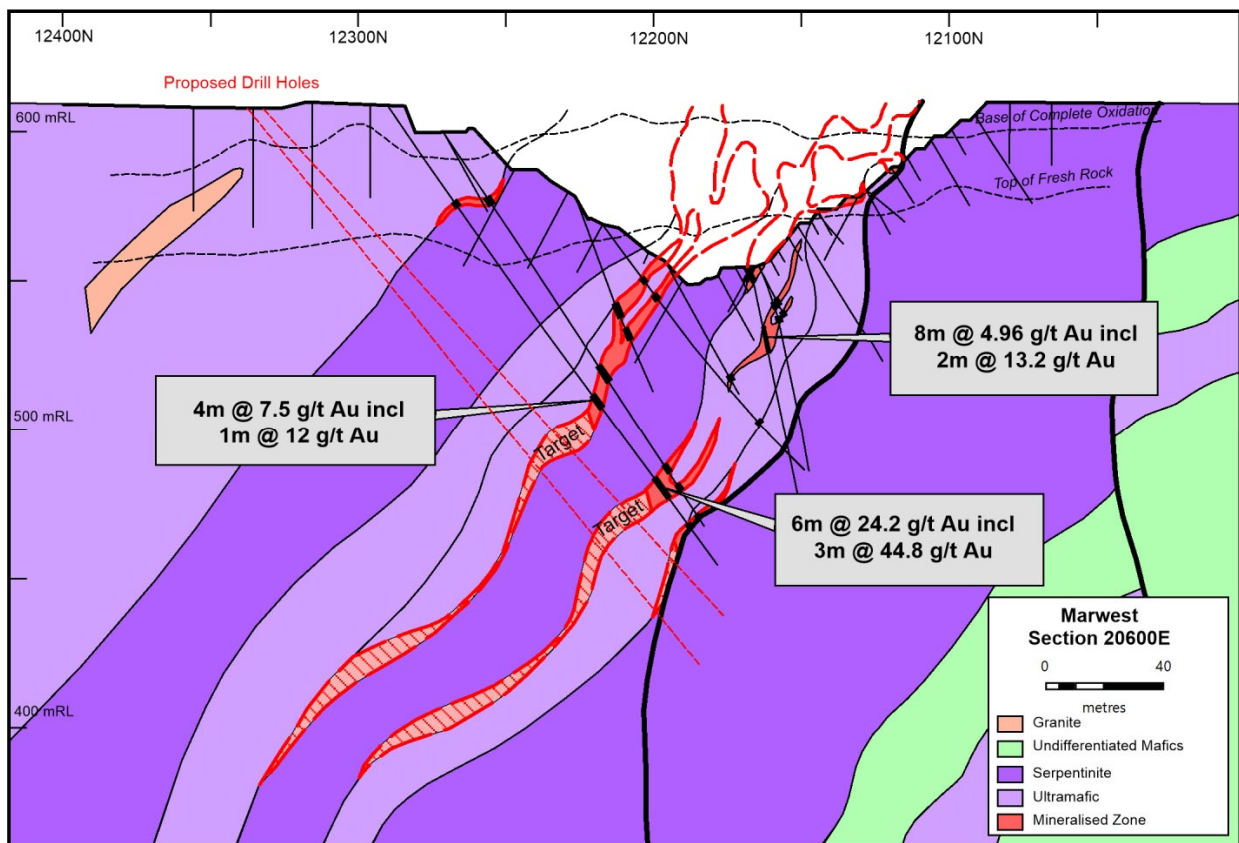 12400N
12300N
12200N
12100N
Proposed Drill Holes
600 mRL
Base of Complete Oxidation
Top of Fresh Rock
8m @ 4.96 g/t Au incl
2m @ 13.2 g/t Au
4m @ 7.5 g/t Au incl
1m @ 12 g/t Au
500 mRL
Target
Target
6m @ 24.2 g/t Au incl
3m @ 44.8 g/t Au
400 mRL
Marwest
Section 20600E
0 40
metres
Granite
Undifferentiated Mafics
Serpentinite
Ultramafic
Mineralised Zone